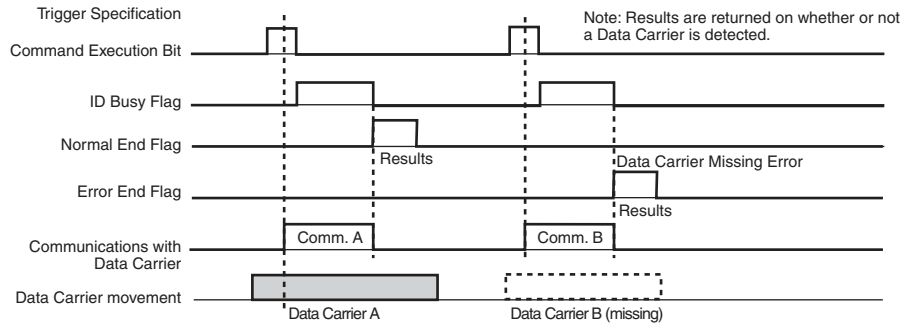 Trigger Specification
Note: Results are returned on whether or not
a Data Carrier is detected.
Command Execution Bit
ID Busy Flag
Normal End Flag
Results
Data Carrier Missing Error
Error End Flag
Results
Comm. A
Comm. B
Communications with
Data Carrier
Data Carrier movement
Data Carrier A
Data Carrier B (missing)